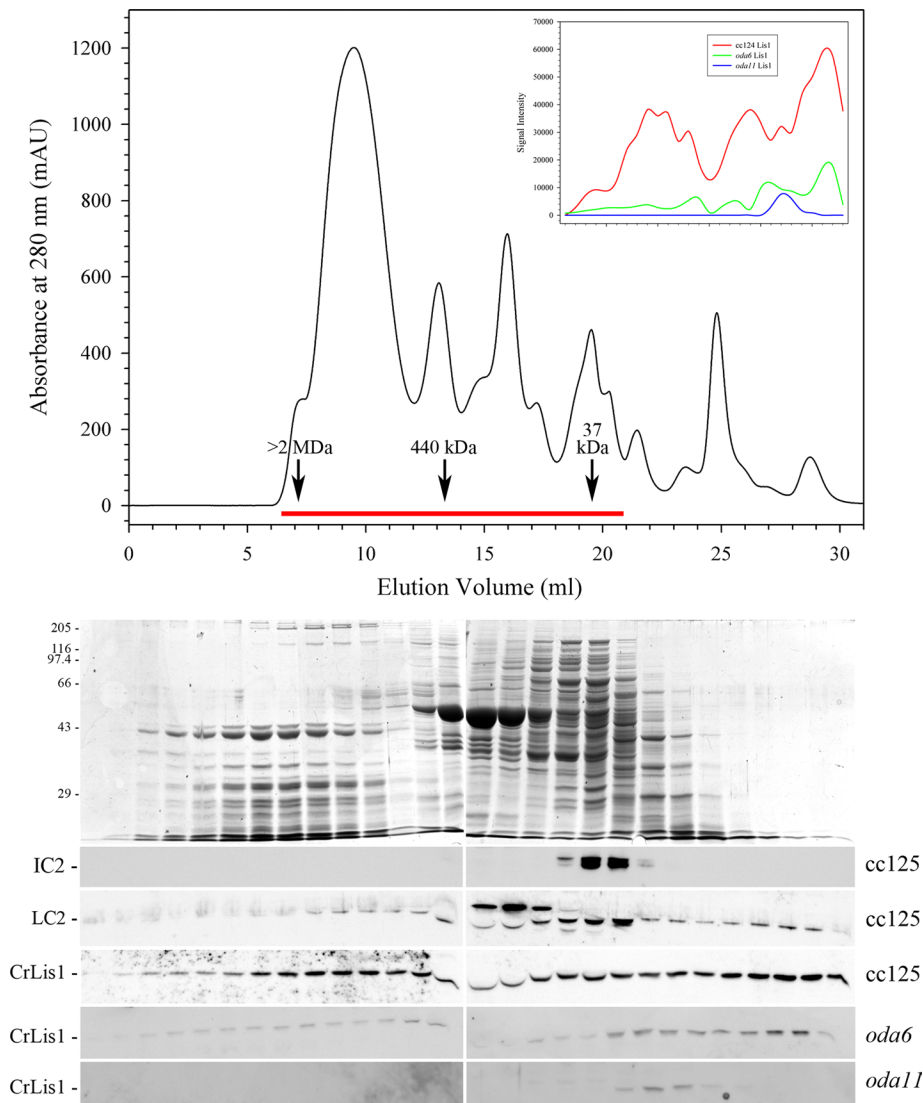 1200
1000
800
600
400
200
0
Absorbance at 280 nm (mAU)
>2 MDa
440 kDa
37
kDa
0 5 10 15 20 25 30
Elution Volume (ml)
70000
60000
50000
40000
30000
20000
10000
0
Signal Intensity
cc124 Lis1
oda6 Lis1
oda11 Lis1
205 -
116 -
97.4 -
66 -
43 -
29 -
IC2 - cc125
LC2 - cc125
CrLis1 - cc125
CrLis1 - oda6
CrLis1 - oda11